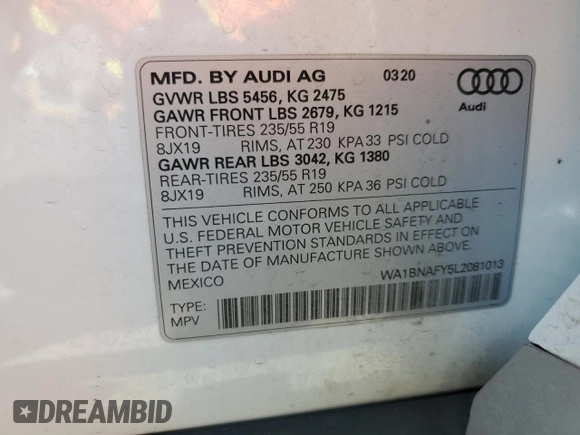 MFD. BY AUDI AG 0320
GVWR LBS 5456, KG 2475
GAWR FRONT LBS 2679, KG 1215
FRONT-TIRES 235/55 R19
8JX19 RIMS, AT 230 KPA 33 PSI COLD
GAWR REAR LBS 3042, KG 1380
REAR-TIRES 235/55 R19
8JX19 RIMS, AT 250 KPA 36 PSI COLD
Audi
THIS VEHICLE CONFORMS TO ALL APPLICABLE
U.S. FEDERAL MOTOR VEHICLE SAFETY AND
THEFT PREVENTION STANDARDS IN EFFECT ON
THE DATE OF MANUFACTURE SHOWN ABOVE.
MEXICO
WA1BNAFY5L2081013
TYPE:
MPV
DREAMBID